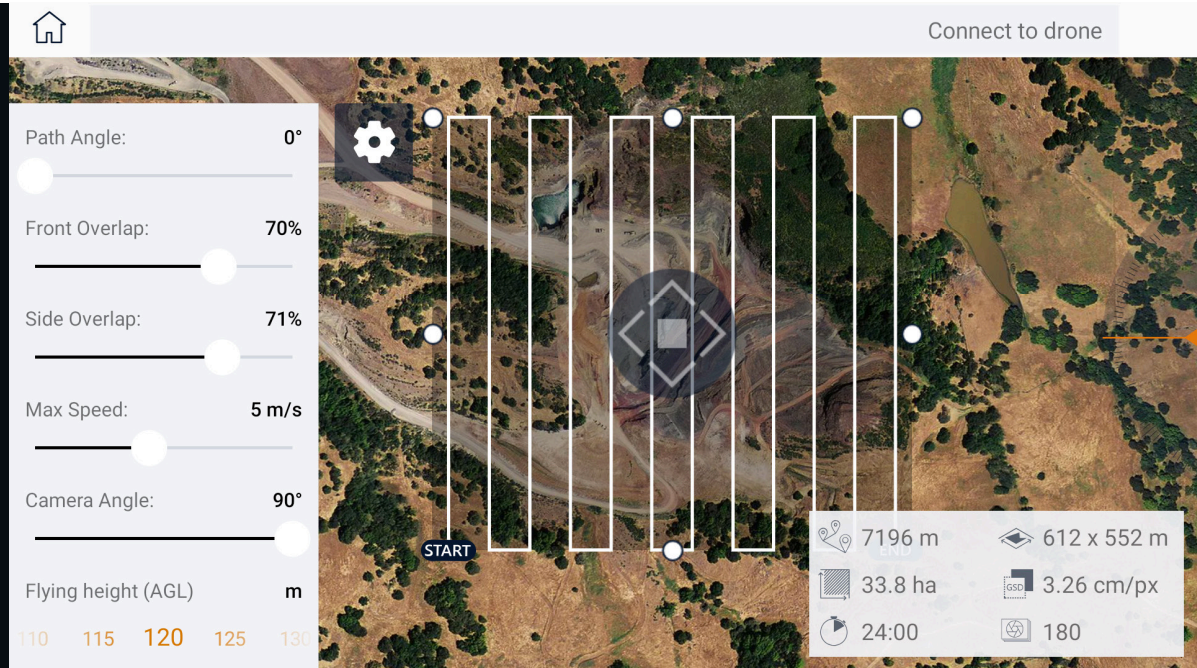 Connect to drone
Path Angle: 0°
Front Overlap: 70%
Side Overlap: 71%
Max Speed: 5 m/s
Camera Angle: 90°
Flying height (AGL) m
110 115 120 125 130
START
END
7196 m 612 x 552 m
33.8 ha GSD 3.26 cm/px
24:00 180